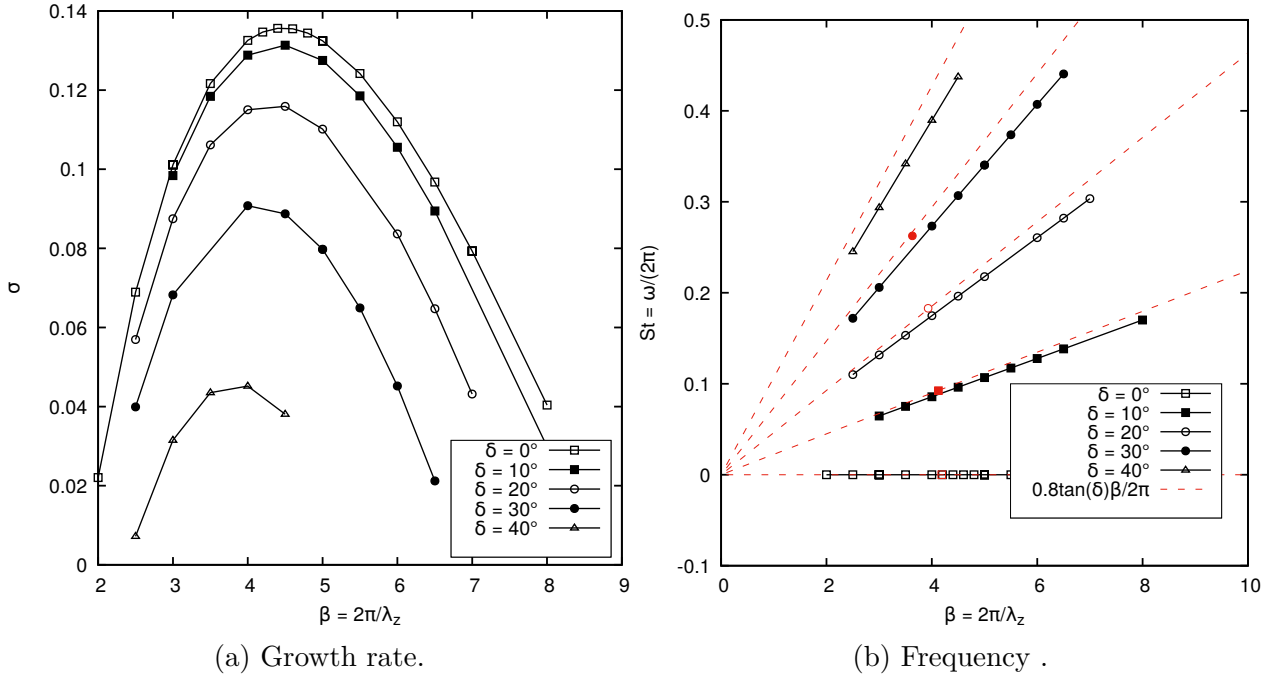 0.14
0.12
0.1
0.08
0.06
0.04
0.02
0
σ
2 3 4 5 6 7 8 9
β = 2π/λz
δ = 0°
δ = 10°
δ = 20°
δ = 30°
δ = 40°
(a) Growth rate.
0.5
0.4
0.3
0.2
0.1
0
-0.1
St = ω/(2π)
0 2 4 6 8 10
β = 2π/λz
δ = 0°
δ = 10°
δ = 20°
δ = 30°
δ = 40°
0.8tan(δ)β/2π
(b) Frequency .